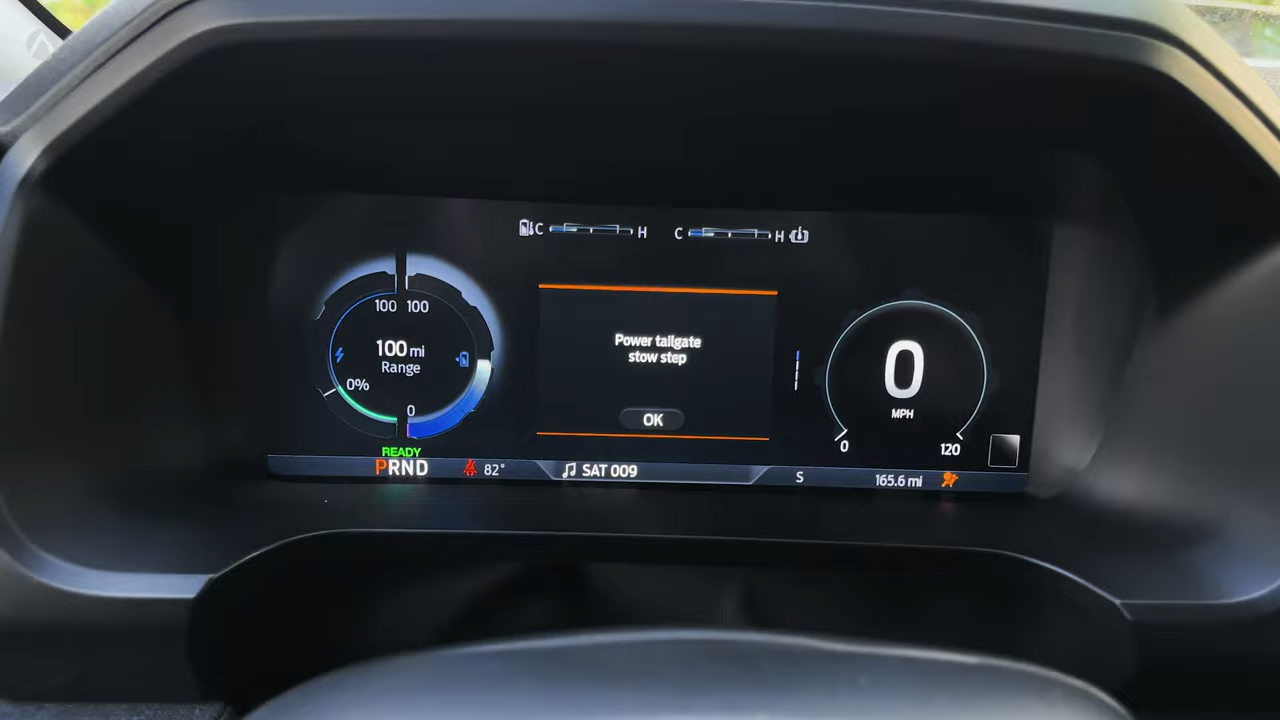 C H C H
100 100
100 mi
Range
0%
0
Power tailgate
stow step
OK
0
MPH
0 120
READY
PRND 82° SAT 009 S 165.6 mi